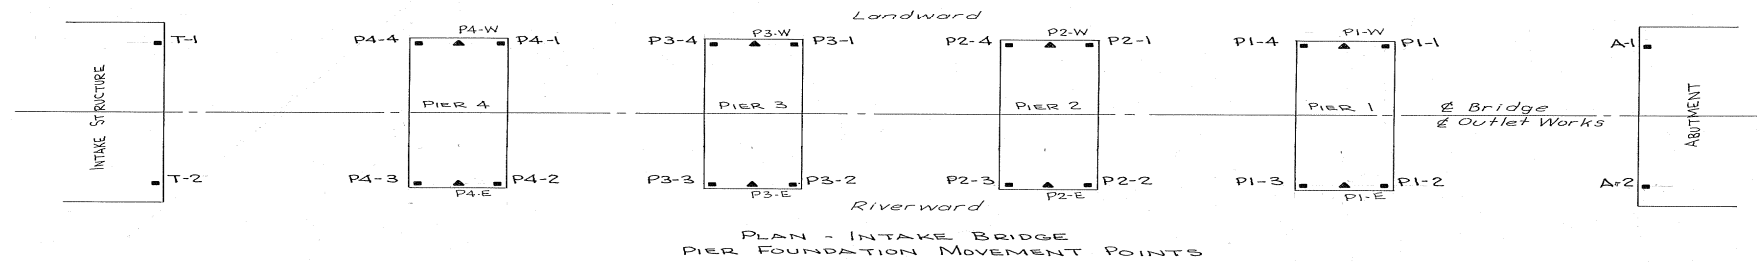 Landward
T-1 P4-4 P4-W P4-1 P3-4 P3-W P3-1 P2-4 P2-W P2-1 P1-4 P1-W P1-1 A-1
INTAKE STRUCTURE PIER 4 PIER 3 PIER 2 PIER 1 ℄ Bridge ABUTMENT
℄ Outlet Works
T-2 P4-3 P4-E P4-2 P3-3 P3-E P3-2 P2-3 P2-E P2-2 P1-3 P1-E P1-2 A-2
Riverward
PLAN - INTAKE BRIDGE
PIER FOUNDATION MOVEMENT POINTS